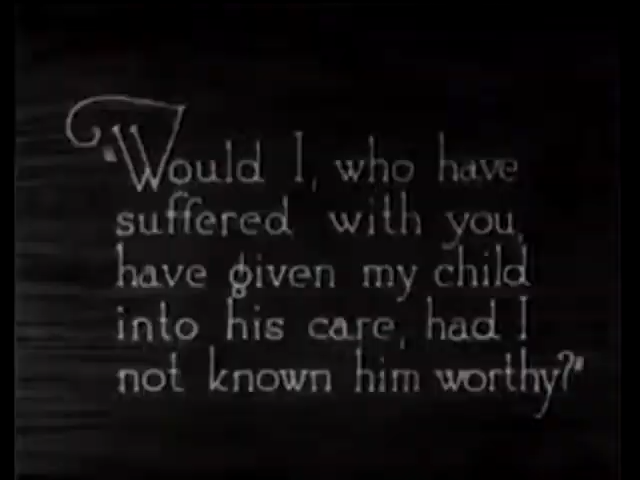 "Would I, who have
suffered with you,
have given my child
into his care, had I
not known him worthy?"